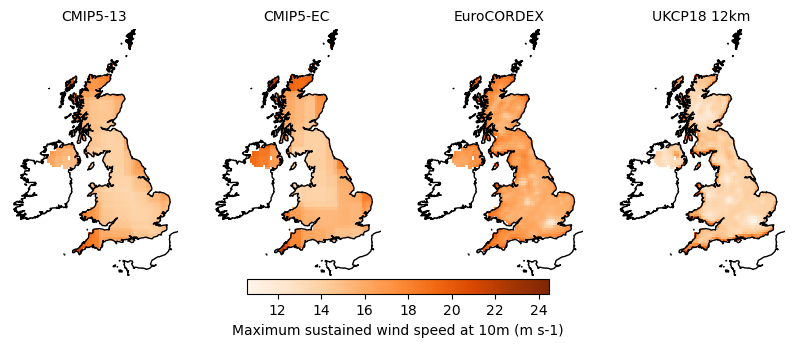 CMIP5-13 CMIP5-EC EuroCORDEX UKCP18 12km
12 14 16 18 20 22 24
Maximum sustained wind speed at 10m (m s-1)